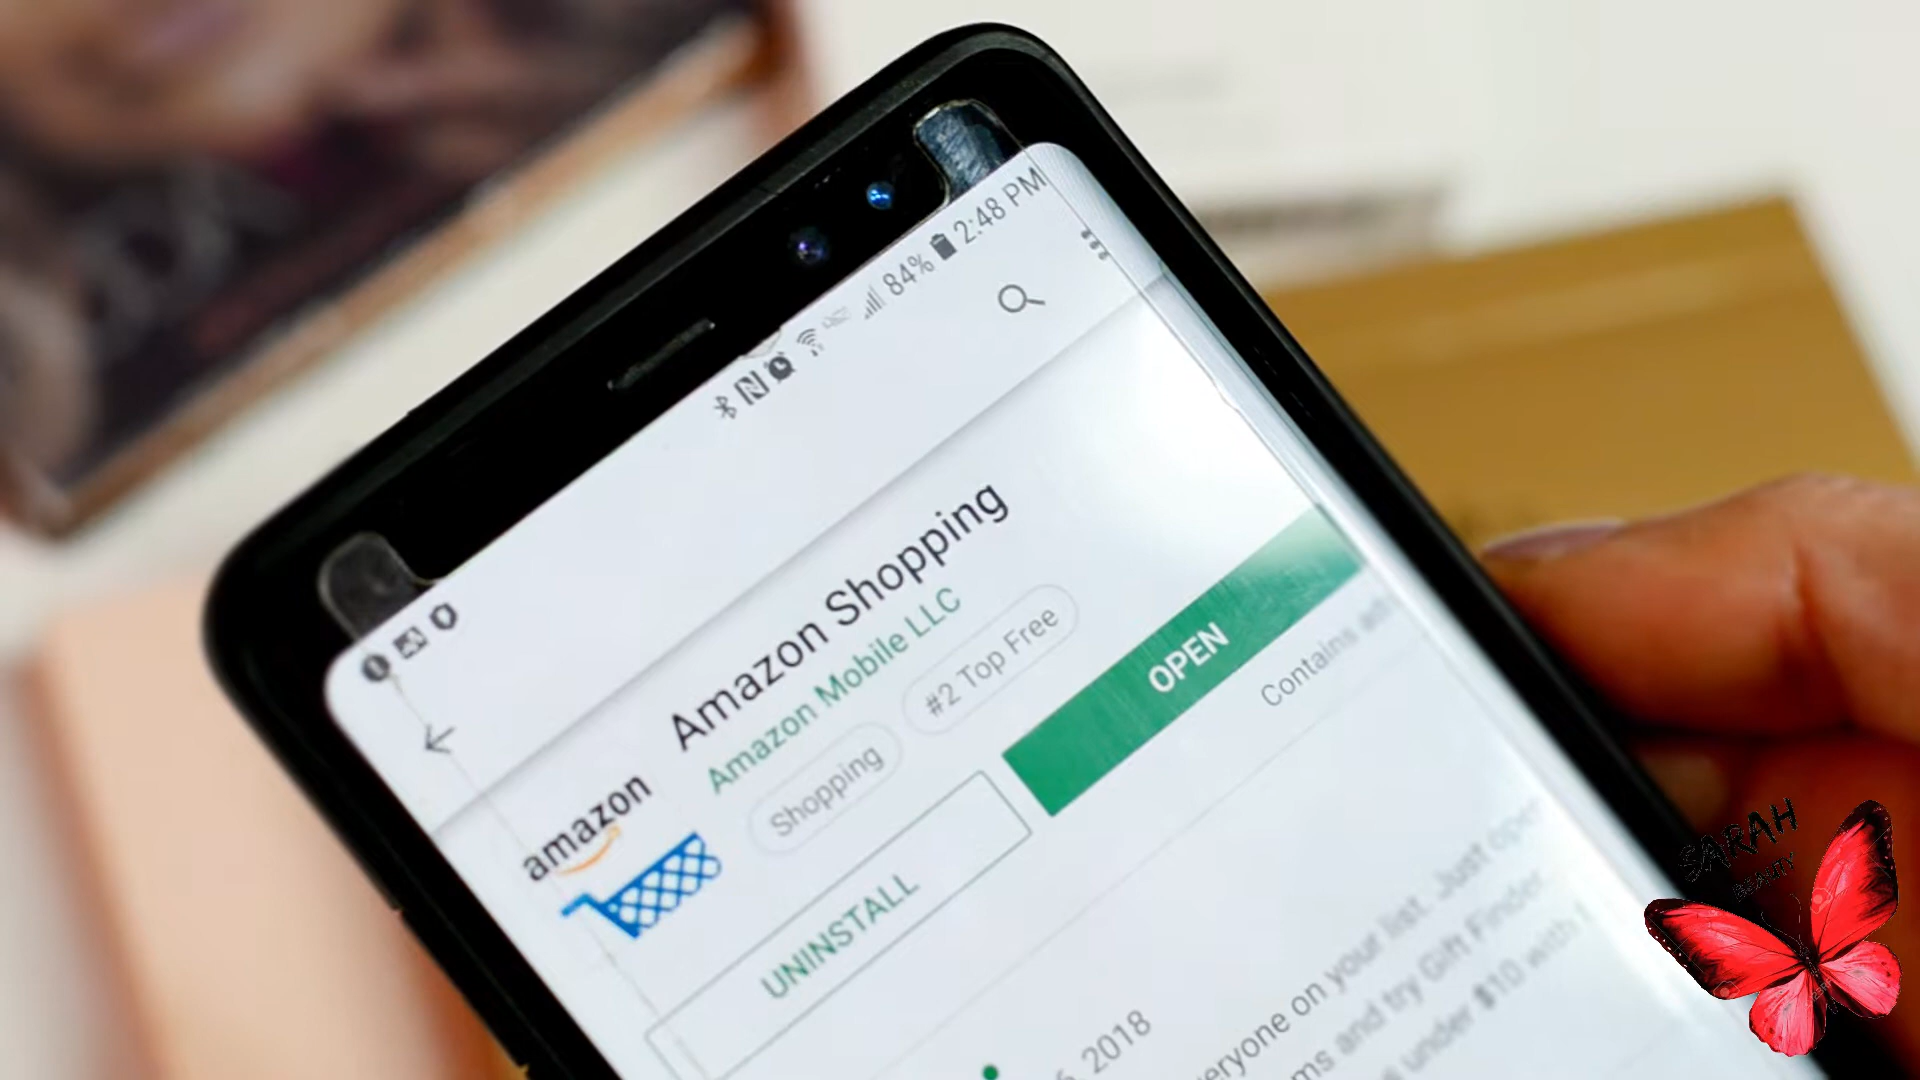 84% 2:48 PM
amazon
Amazon Shopping
Amazon Mobile LLC
Shopping
#2 Top Free
UNINSTALL
OPEN
Contains
2018
everyone on your list. Just open
and try Gift Finder.
under $10 with
SARAH
BEAUTY